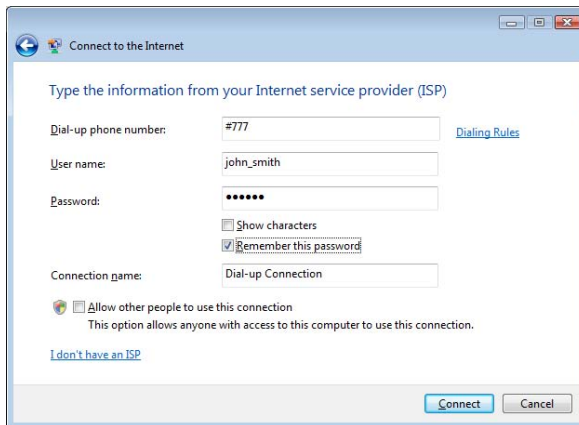 Connect to the Internet
Type the information from your Internet service provider (ISP)
Dial-up phone number: #777 Dialing Rules
User name: john_smith
Password: ••••••
Show characters
Remember this password
Connection name: Dial-up Connection
Allow other people to use this connection
This option allows anyone with access to this computer to use this connection.
I don't have an ISP
Connect Cancel